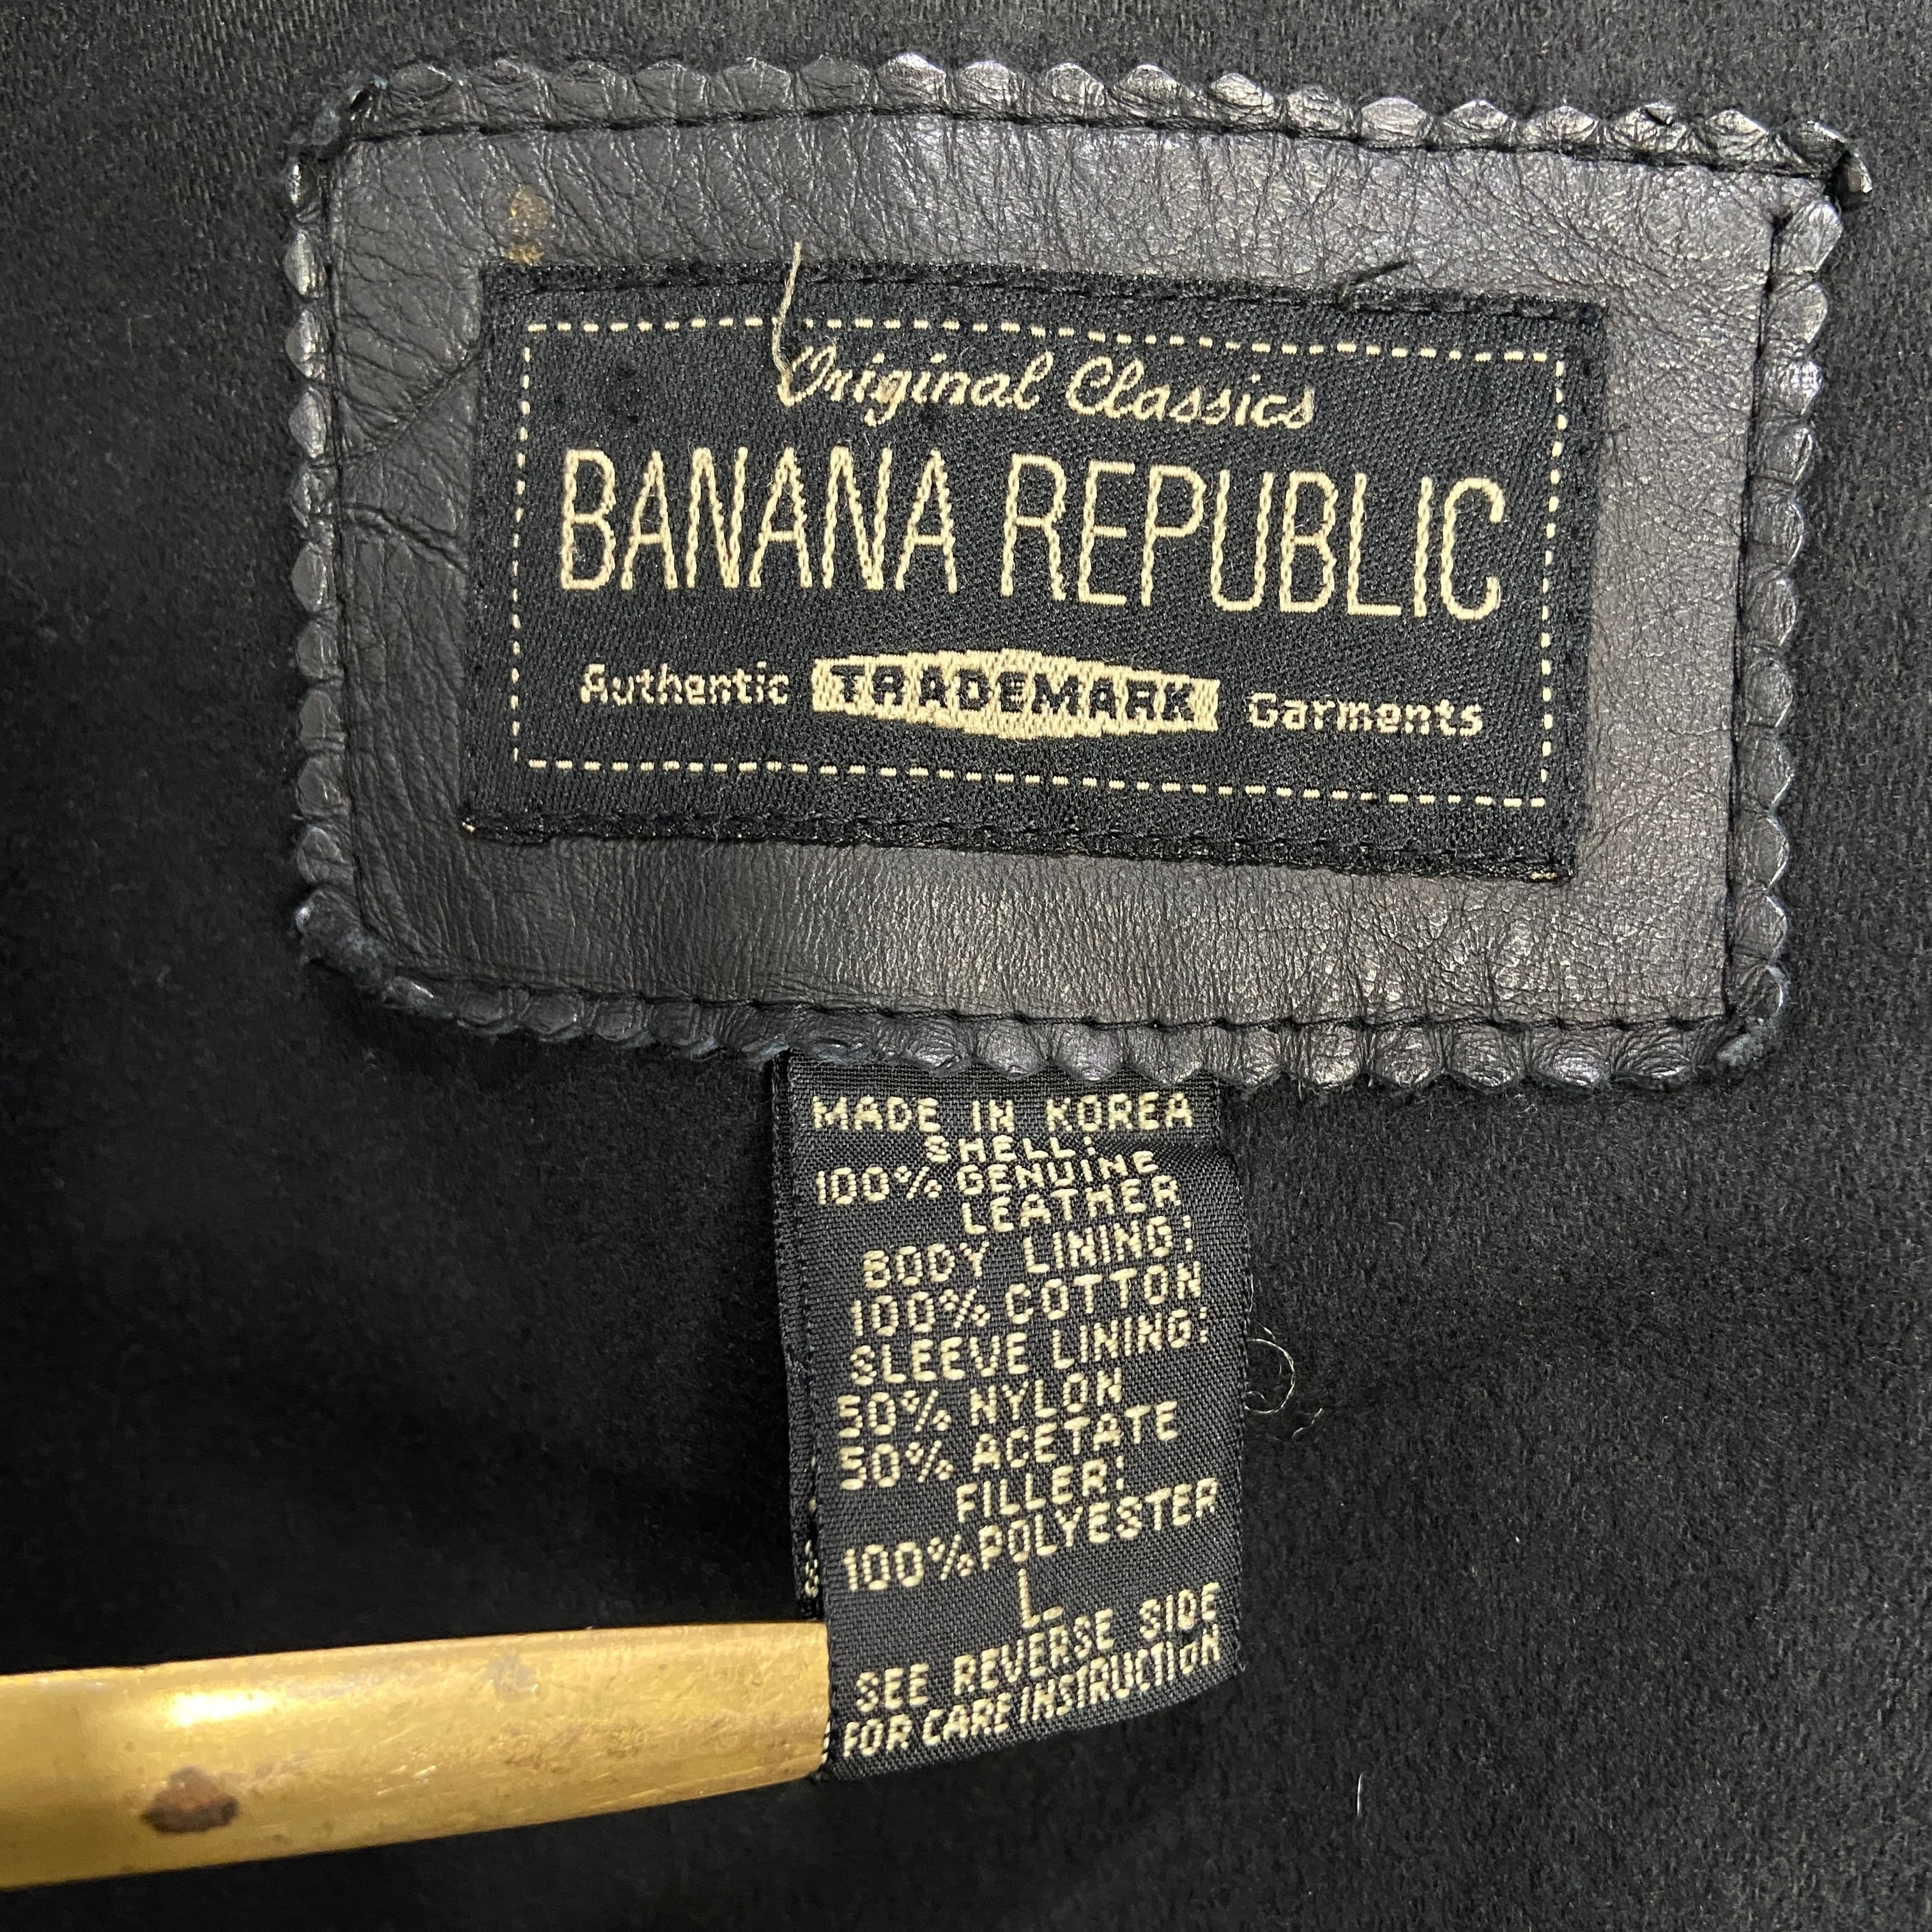 Original Classics
BANANA REPUBLIC
Authentic TRADEMARK Garments
MADE IN KOREA
SHELL:
100% GENUINE
LEATHER
BODY LINING:
100% COTTON
SLEEVE LINING:
50% NYLON
50% ACETATE
FILLER:
100% POLYESTER
L
SEE REVERSE SIDE
FOR CARE INSTRUCTION